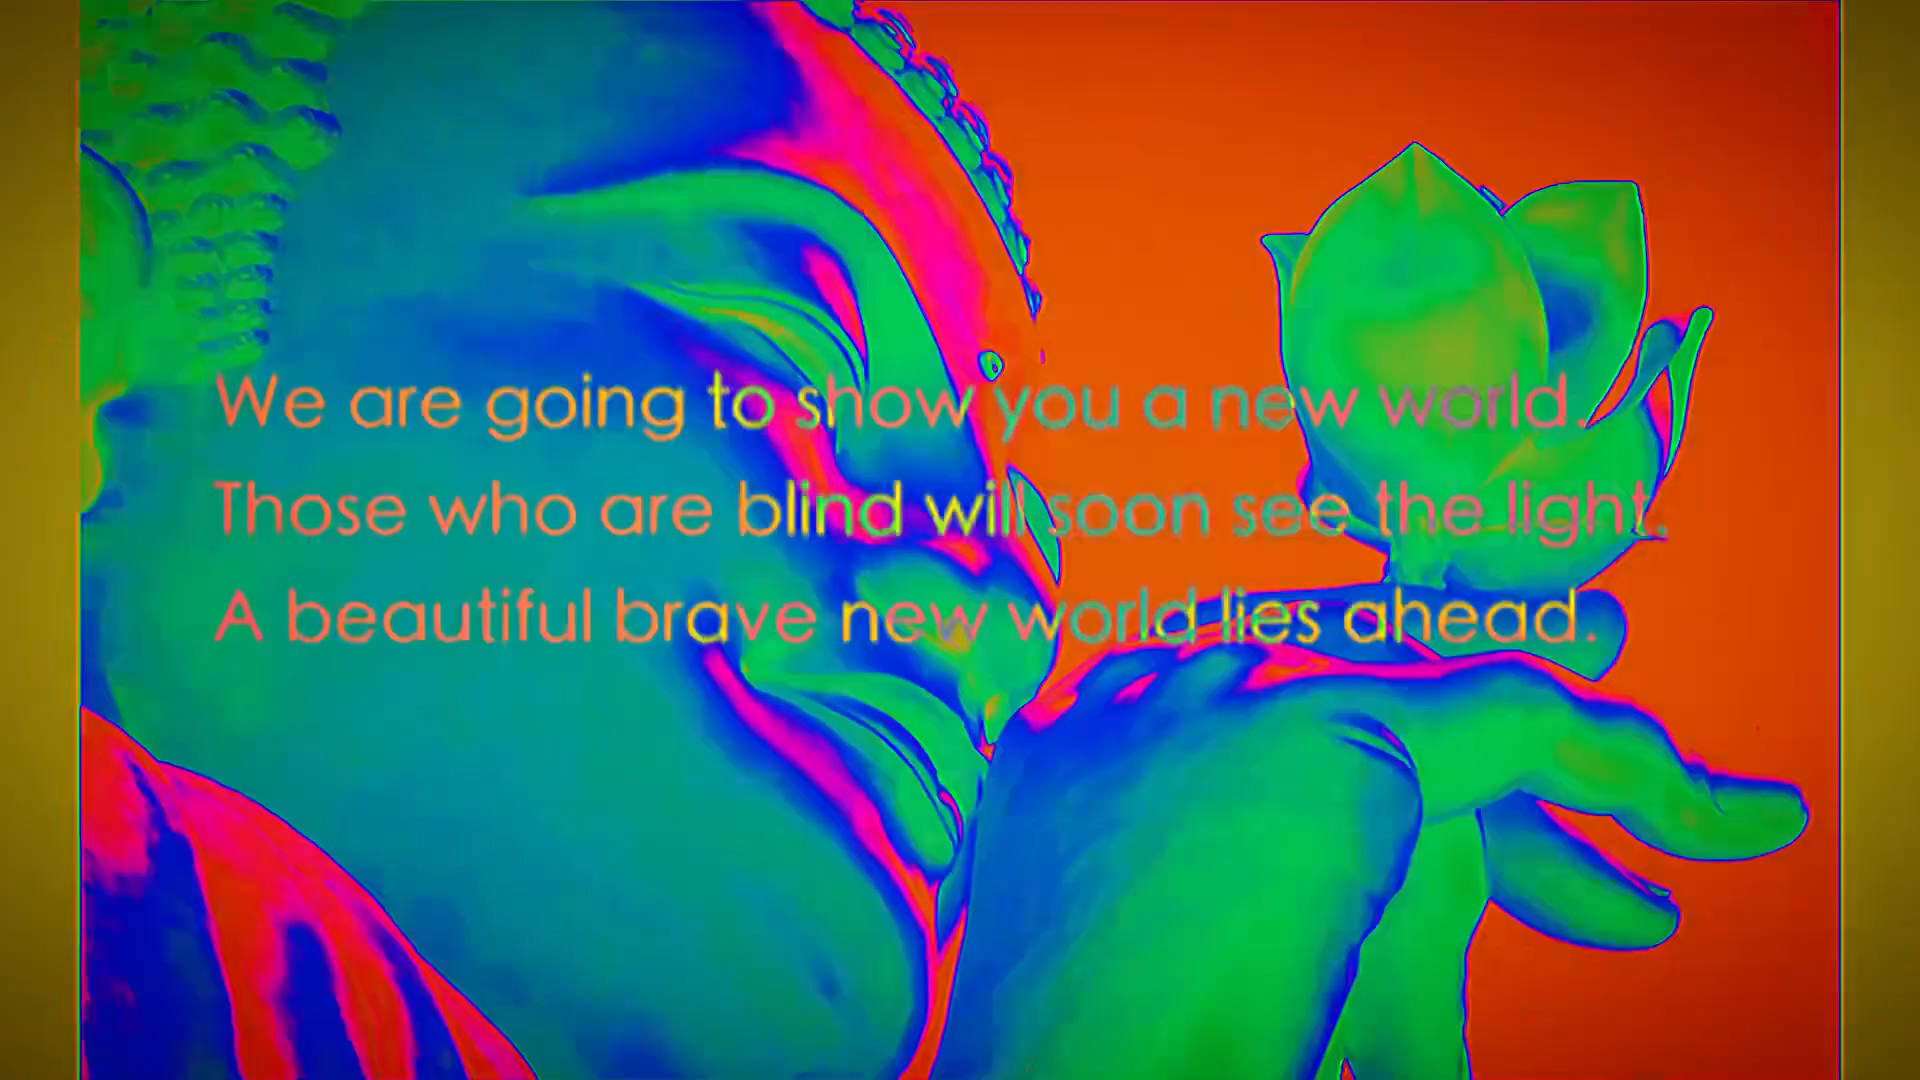 We are going to show you a new world.
Those who are blind will soon see the light.
A beautiful brave new world lies ahead.